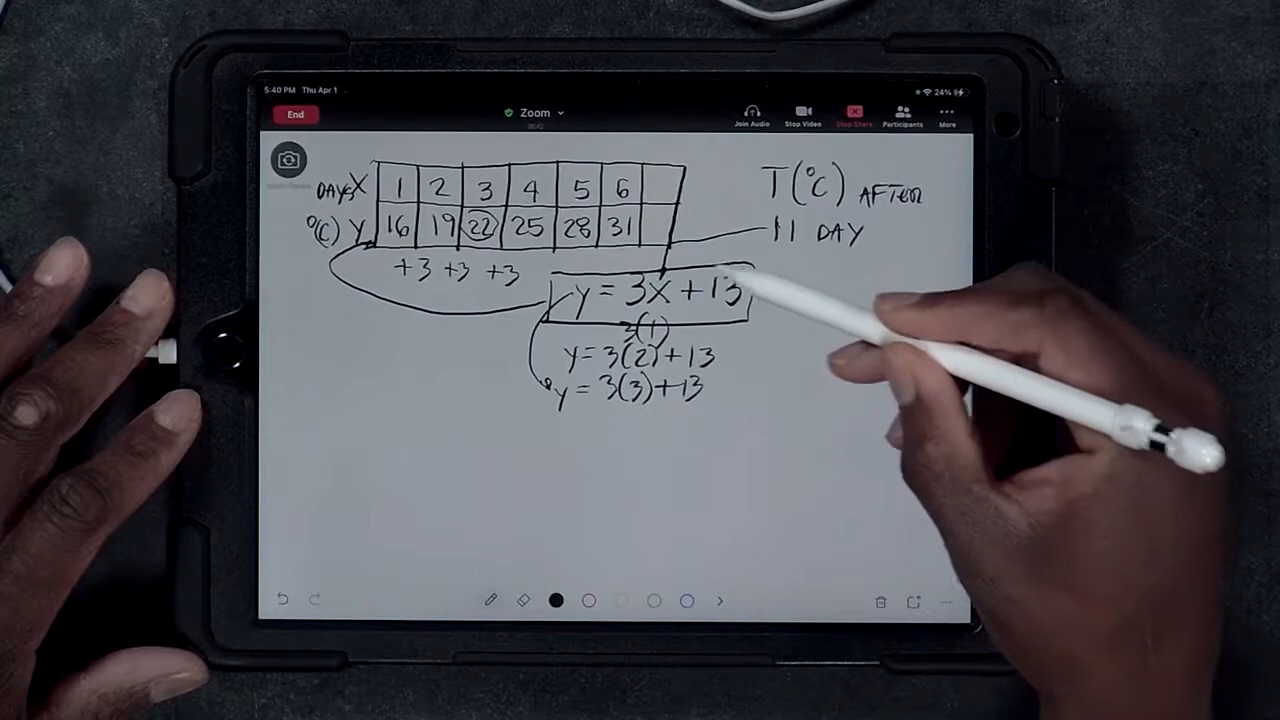 5:40 PM Thu Apr 1
24%
End
Zoom
Join Audio
Stop Video
Stop Share
Participants
More
DAYS X 1 2 3 4 5 6
(°C) Y 16 19 22 25 28 31
T(°C) AFTER
11 DAY
+3 +3 +3
y = 3x + 13
3(1)
y = 3(2) + 13
y = 3(3) + 13